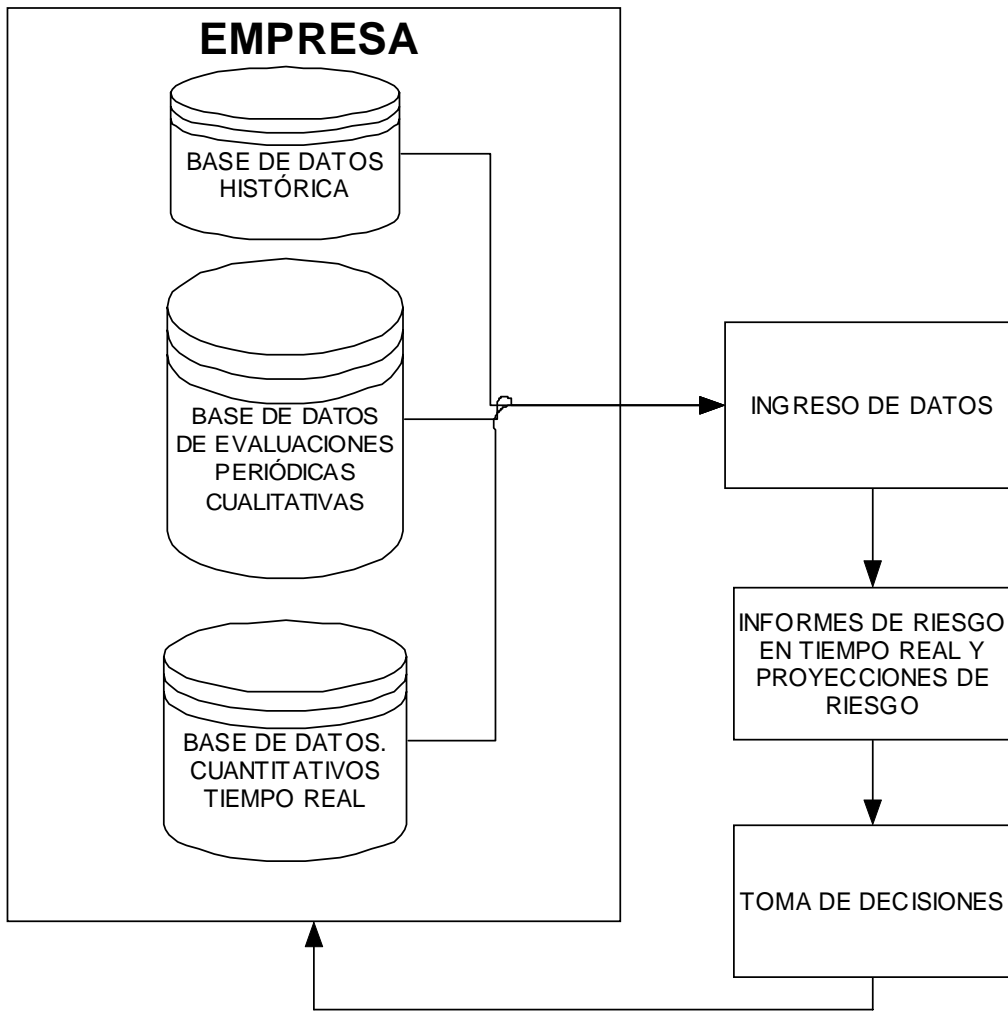 EMPRESA
BASE DE DATOS
HISTÓRICA
BASE DE DATOS
DE EVALUACIONES
PERIÓDICAS
CUALITATIVAS
BASE DE DATOS.
CUANTITATIVOS
TIEMPO REAL
INGRESO DE DATOS
INFORMES DE RIESGO
EN TIEMPO REAL Y
PROYECCIONES DE
RIESGO
TOMA DE DECISIONES